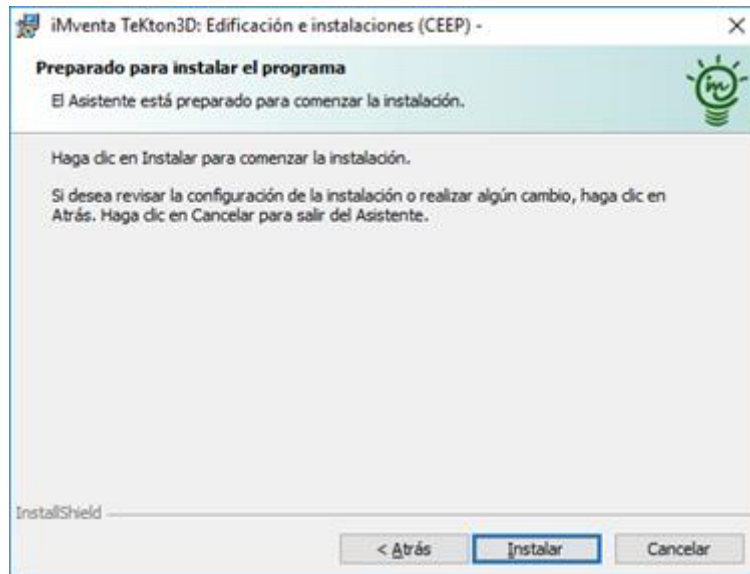 iMventa TeKton3D: Edificación e instalaciones (CEEP) -
Preparado para instalar el programa
El Asistente está preparado para comenzar la instalación.
im
Haga clic en Instalar para comenzar la instalación.
Si desea revisar la configuración de la instalación o realizar algún cambio, haga clic en
Atrás. Haga clic en Cancelar para salir del Asistente.
InstallShield
< Atrás
Instalar
Cancelar